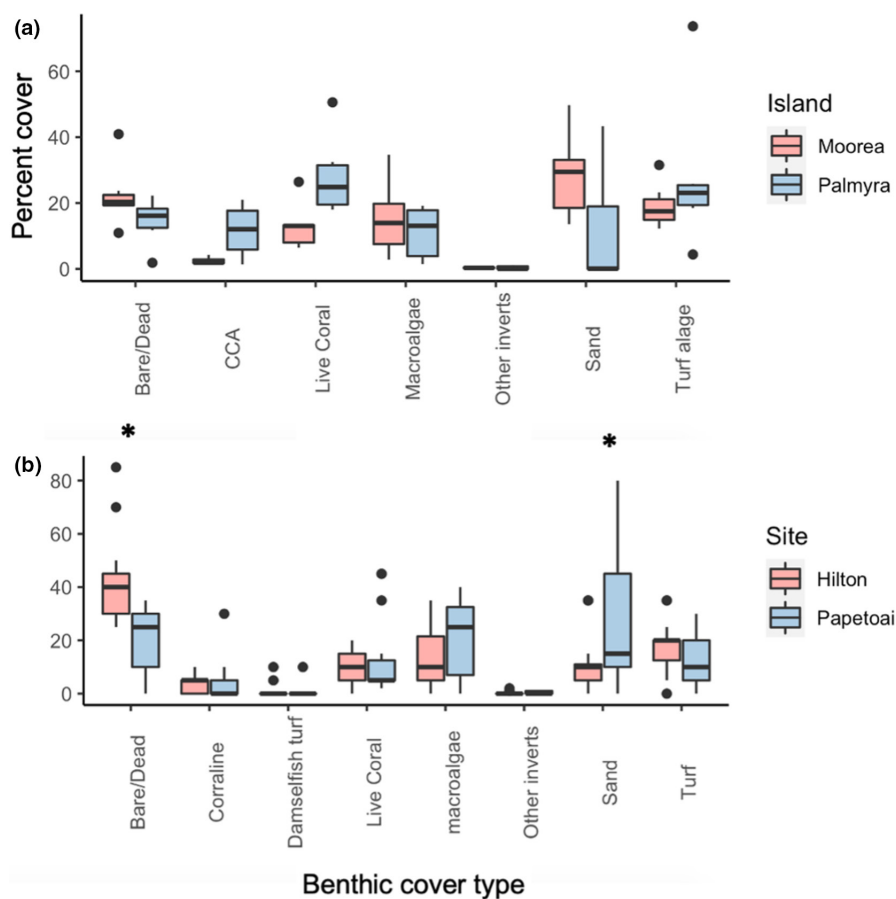 (a)
Percent cover
60
40
20
0
Bare/Dead
CCA
Live Coral
Macroalgae
Other inverts
Sand
Turf alage
Island
Moorea
Palmyra
*
*
(b)
80
60
40
20
0
Bare/Dead
Corraline
Damselfish turf
Live Coral
macroalgae
Other inverts
Sand
Turf
Site
Hilton
Papetoai
Benthic cover type